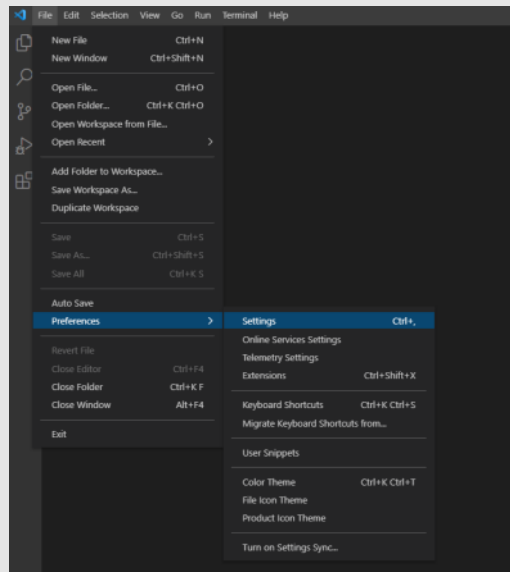 File Edit Selection View Go Run Terminal Help
New File Ctrl+N
New Window Ctrl+Shift+N
Open File... Ctrl+O
Open Folder... Ctrl+K Ctrl+O
Open Workspace from File...
Open Recent >
Add Folder to Workspace...
Save Workspace As...
Duplicate Workspace
Save Ctrl+S
Save As... Ctrl+Shift+S
Save All Ctrl+K S
Auto Save
Preferences >
Settings Ctrl+,
Online Services Settings
Telemetry Settings
Extensions Ctrl+Shift+X
Keyboard Shortcuts Ctrl+K Ctrl+S
Migrate Keyboard Shortcuts from...
User Snippets
Color Theme Ctrl+K Ctrl+T
File Icon Theme
Product Icon Theme
Turn on Settings Sync...
Revert File
Close Editor Ctrl+F4
Close Folder Ctrl+K F
Close Window Alt+F4
Exit